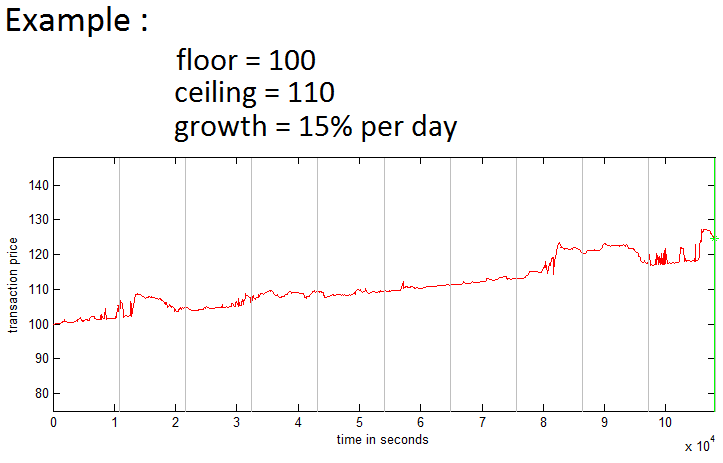 Example :
floor = 100
ceiling = 110
growth = 15% per day
140
130
120
110
100
90
80
transaction price
0 1 2 3 4 5 6 7 8 9 10
time in seconds
x 10^4